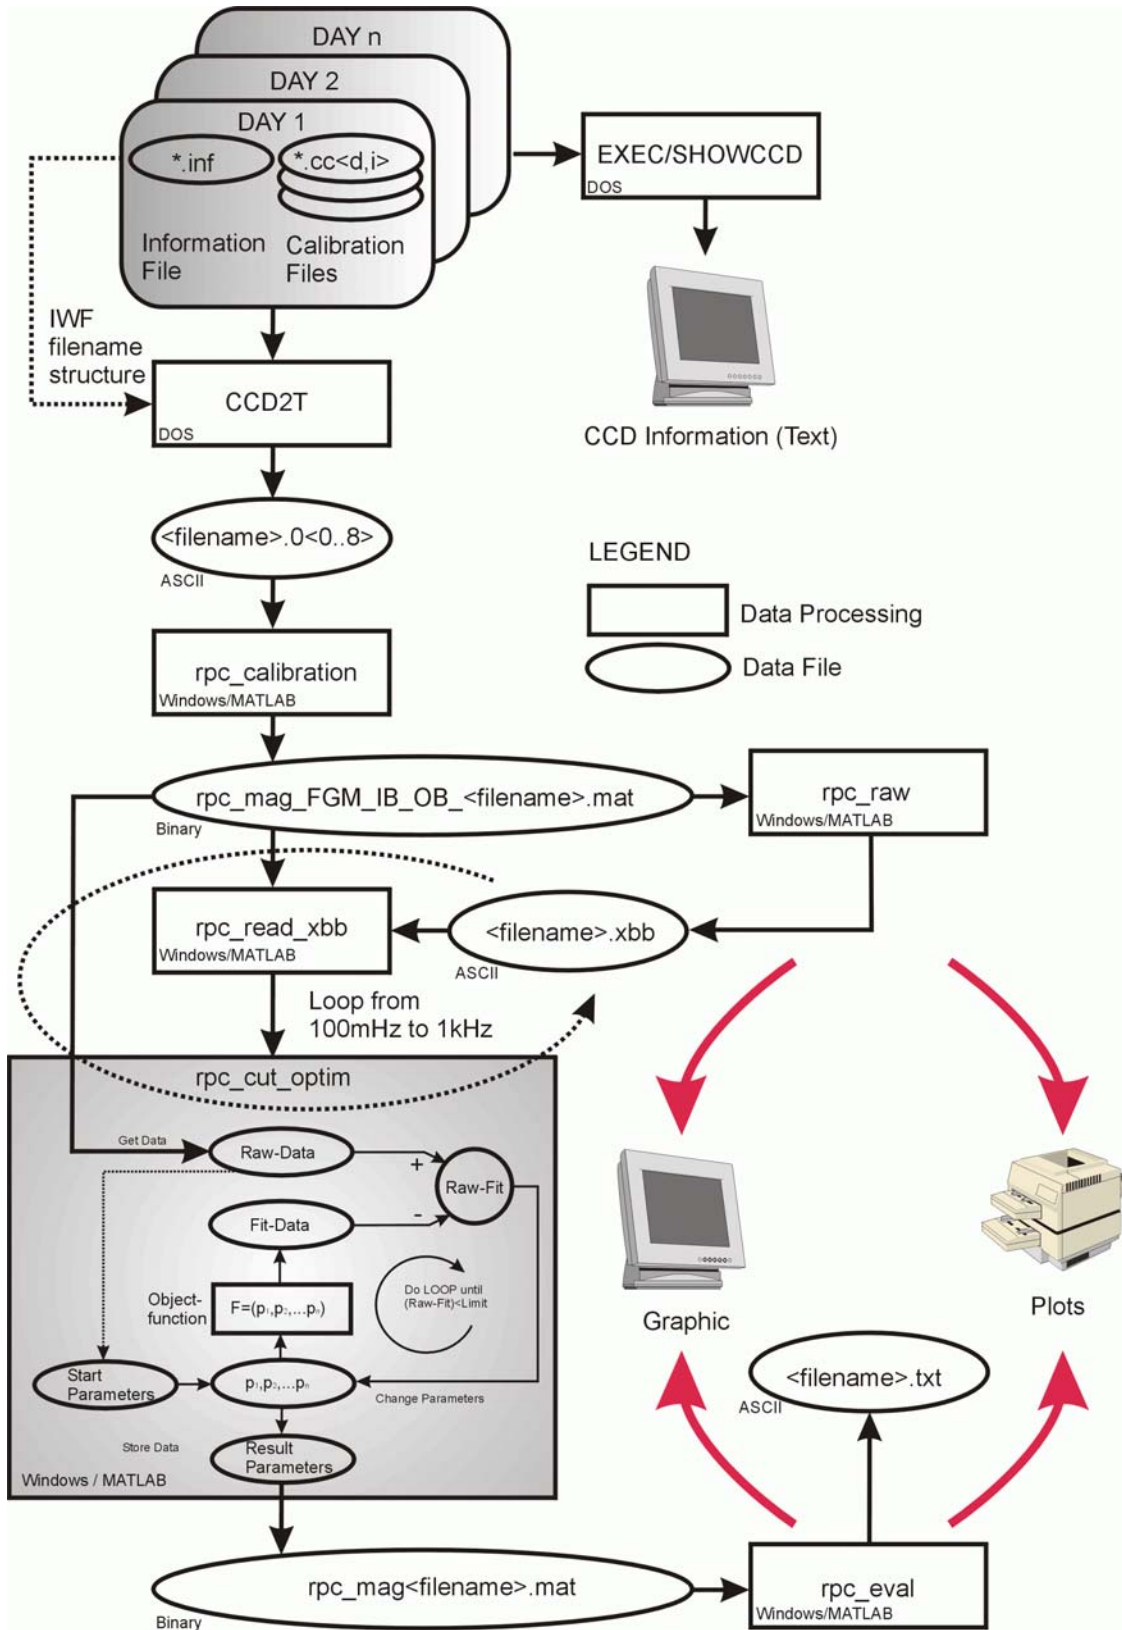 DAY n
DAY 2
DAY 1
*.inf
*.cc<d,i>
Information
File
Calibration
Files
EXEC/SHOWCCD
DOS
CCD Information (Text)
IWF
filename
structure
CCD2T
DOS
<filename>.0<0..8>
ASCII
LEGEND
Data Processing
Data File
rpc_calibration
Windows/MATLAB
rpc_mag_FGM_IB_OB_<filename>.mat
Binary
rpc_raw
Windows/MATLAB
rpc_read_xbb
Windows/MATLAB
<filename>.xbb
ASCII
Loop from
100mHz to 1kHz
rpc_cut_optim
Get Data
Raw-Data
+
Raw-Fit
Fit-Data
-
Do LOOP until
(Raw-Fit)<Limit
Object-
function
F=(p1,p2,...pn)
Start
Parameters
p1,p2,...pn
Change Parameters
Store Data
Result
Parameters
Windows / MATLAB
Graphic
Plots
<filename>.txt
ASCII
rpc_mag<filename>.mat
Binary
rpc_eval
Windows/MATLAB